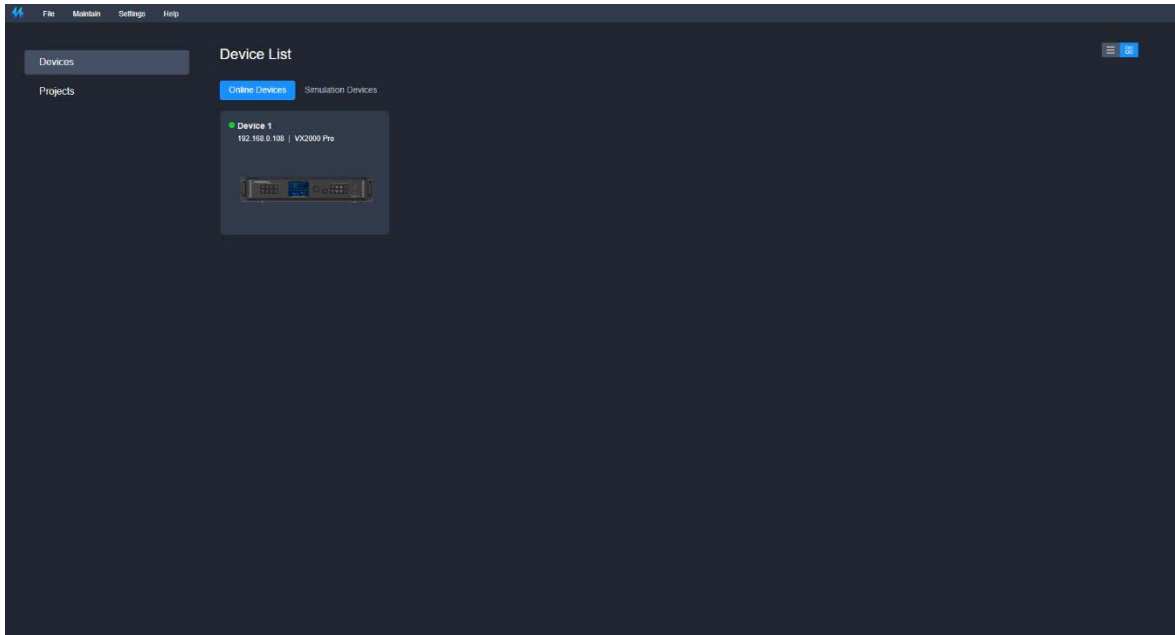 File Maintain Settings Help
Devices
Projects
Device List
Online Devices Simulation Devices
Device 1
192.168.0.108 | VX2000 Pro